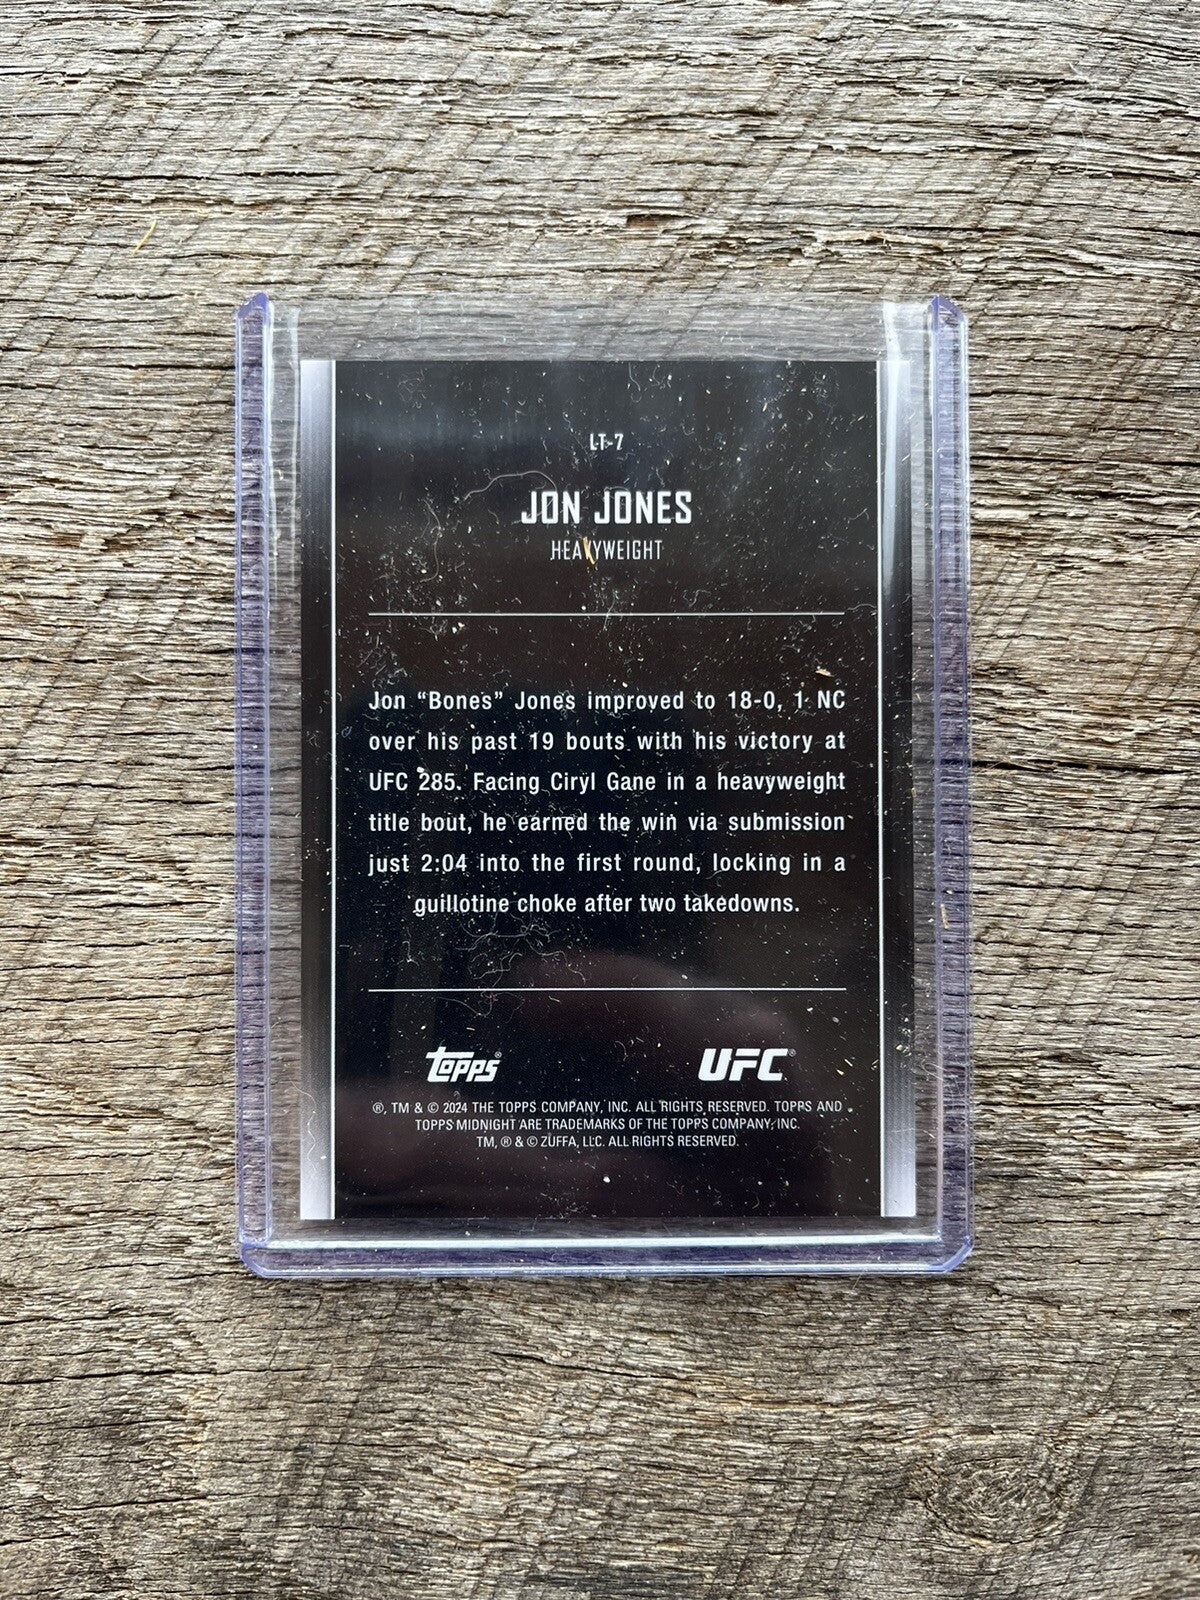 LT-7
JON JONES
HEAVYWEIGHT
Jon “Bones” Jones improved to 18-0, 1 NC
over his past 19 bouts with his victory at
UFC 285. Facing Ciryl Gane in a heavyweight
title bout, he earned the win via submission
just 2:04 into the first round, locking in a
guillotine choke after two takedowns.
topps® UFC®
®, TM & © 2024 THE TOPPS COMPANY, INC. ALL RIGHTS RESERVED. TOPPS AND
TOPPS MIDNIGHT ARE TRADEMARKS OF THE TOPPS COMPANY, INC.
TM, ® & © ZUFFA, LLC. ALL RIGHTS RESERVED.